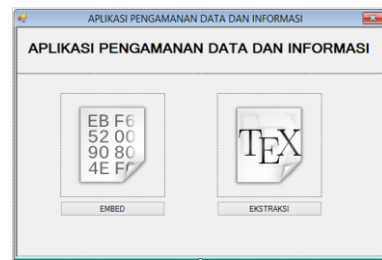 APLIKASI PENGAMANAN DATA DAN INFORMASI
APLIKASI PENGAMANAN DATA DAN INFORMASI
EB F6
52 00
90 80
4E F0
TEX
EMBED
EKSTRAKSI